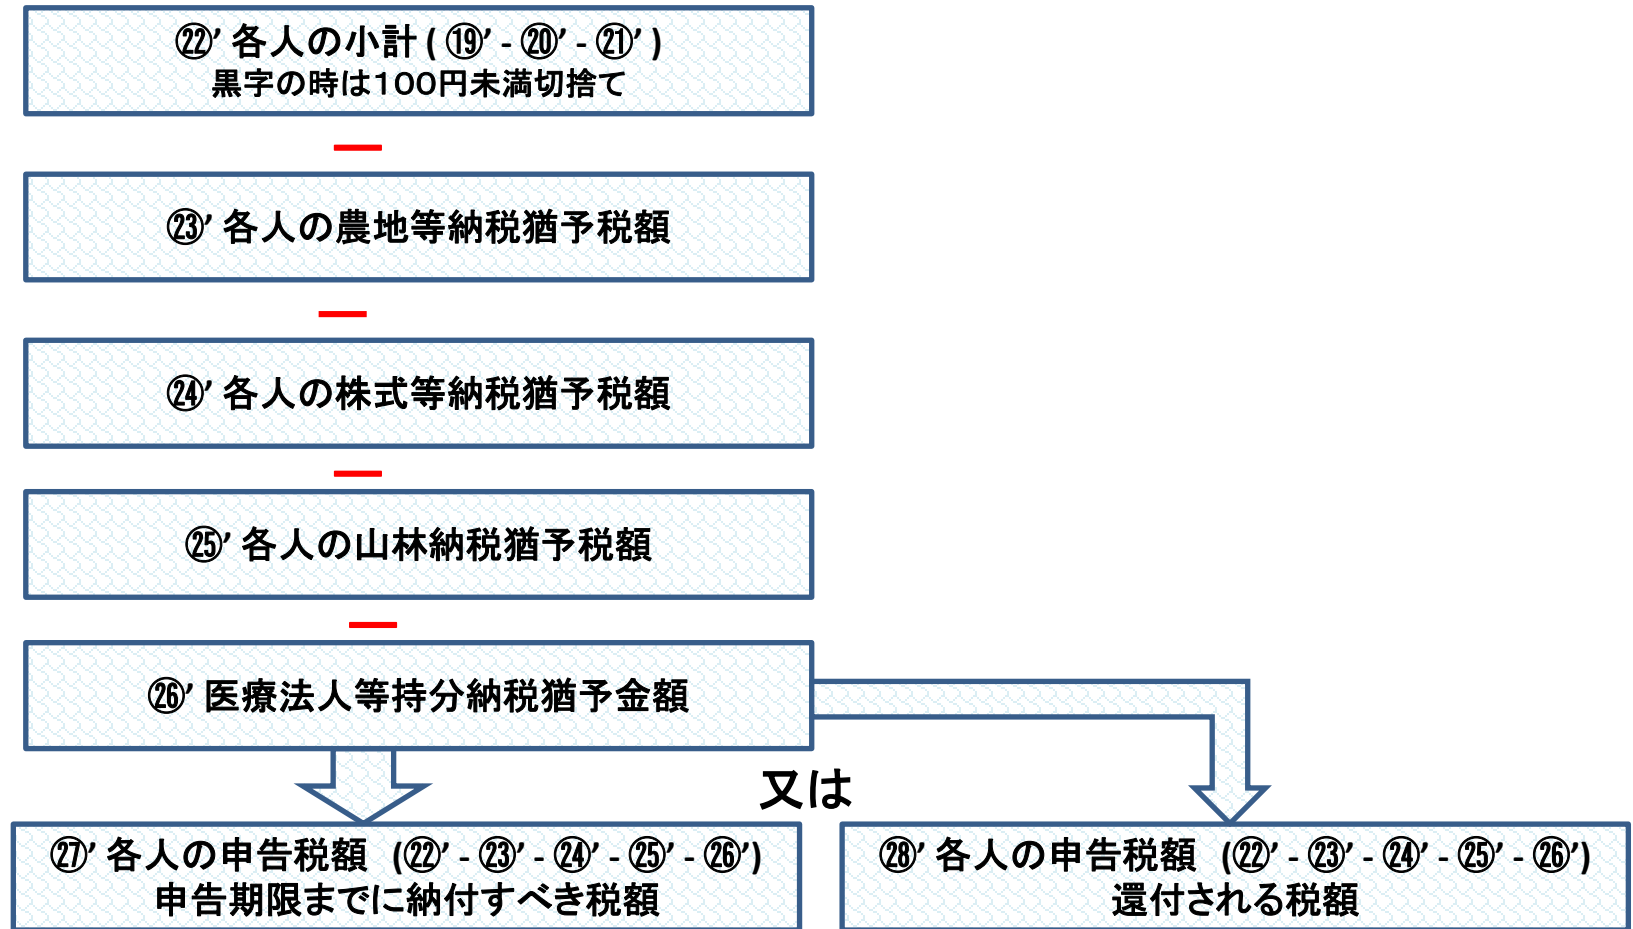 ㉒’ 各人の小計 ( ⑲’ - ⑳’ - ㉑’ )
黒字の時は100円未満切捨て
—
㉓’ 各人の農地等納税猶予税額
—
㉔’ 各人の株式等納税猶予税額
—
㉕’ 各人の山林納税猶予税額
—
㉖’ 医療法人等持分納税猶予金額
又は
㉗’ 各人の申告税額 (㉒’ - ㉓’ - ㉔’ - ㉕’ - ㉖’)
申告期限までに納付すべき税額
㉘’ 各人の申告税額 (㉒’ - ㉓’ - ㉔’ - ㉕’ - ㉖’)
還付される税額